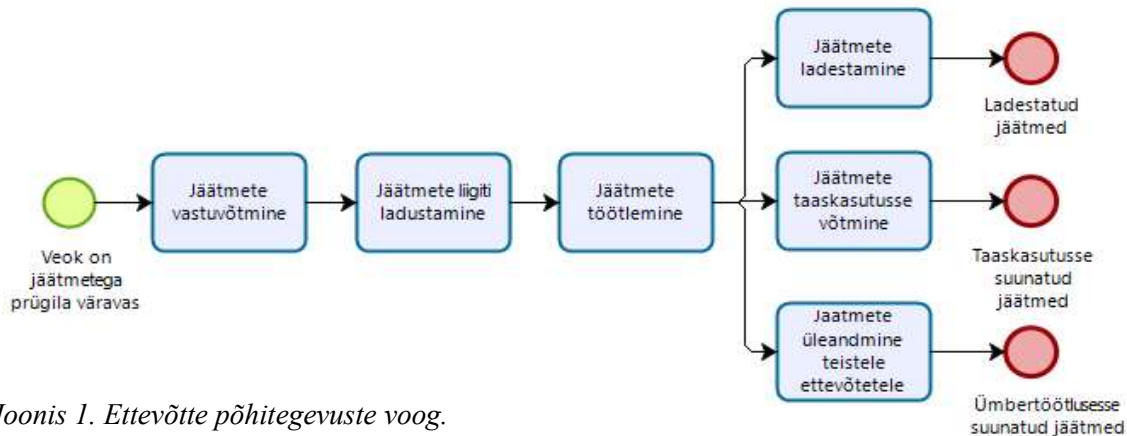 Veok on
jäätmetega
prügila väravas
Jäätmete
vastuvõtmine
Jäätmete liigiti
ladustamine
Jäätmete
töötlemine
Jäätmete
ladestamine
Ladestatud
jäätmed
Jäätmete
taaskasutusse
võtmine
Taaskasutusse
suunatud
jäätmed
Jaatmete
üleandmine
teistele
ettevõtetele
Ümbertöötlusesse
suunatud jäätmed
Joonis 1. Ettevõtte põhitegevuste voog.